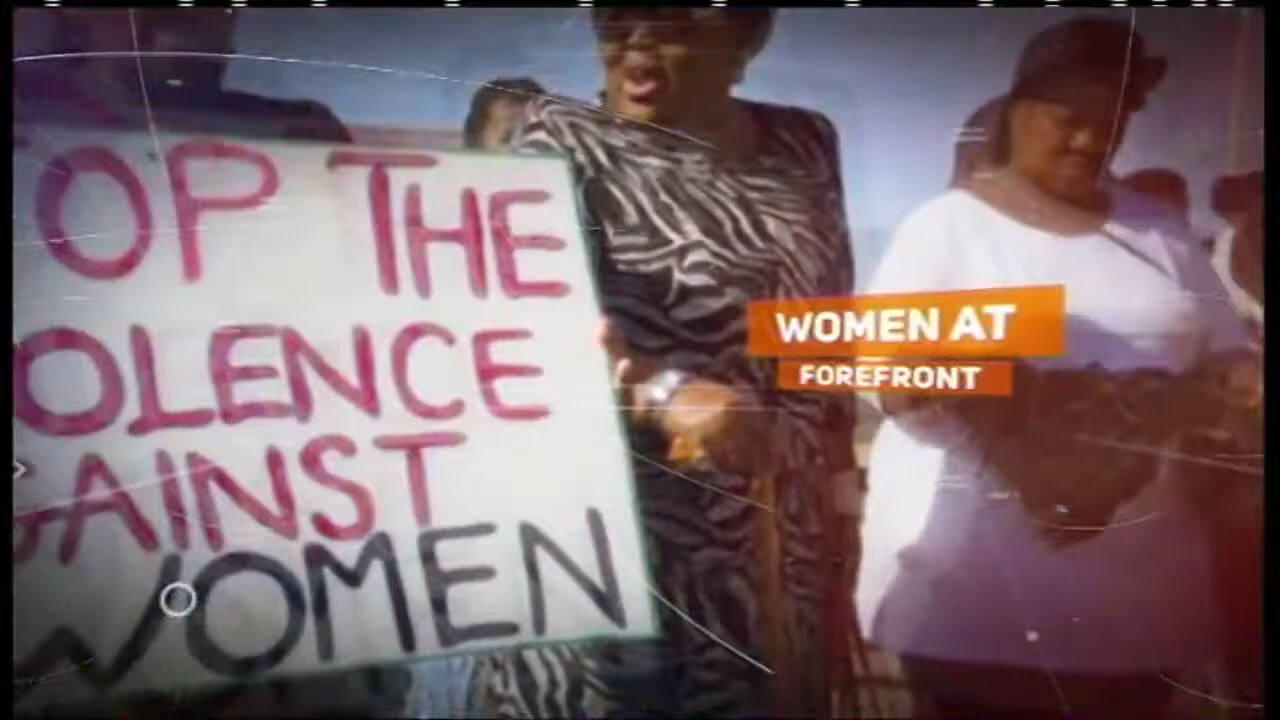 OP THE
OLENCE
GAINST
WOMEN
WOMEN AT
FOREFRONT